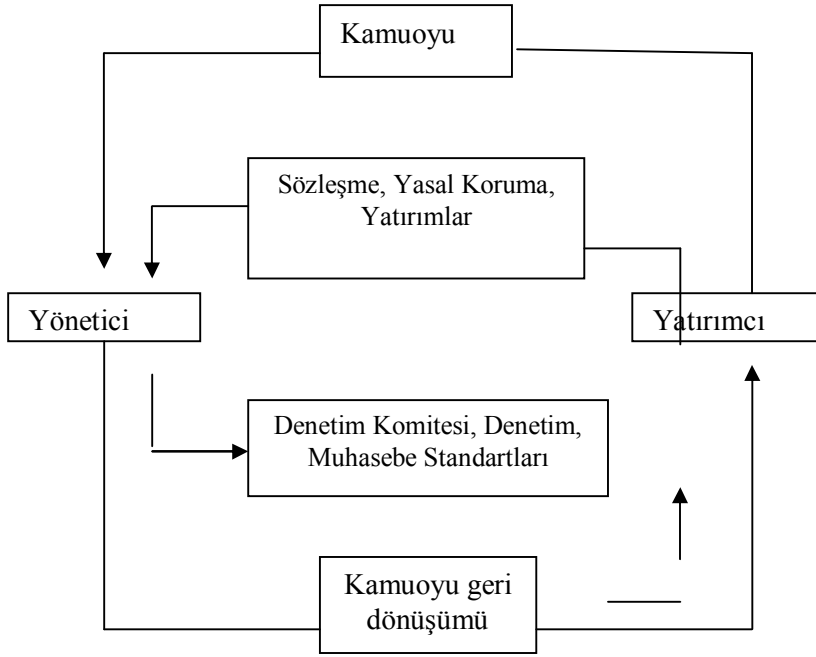 Kamuoyu
Sözleşme, Yasal Koruma,
Yatırımlar
Yönetici
Yatırımcı
Denetim Komitesi, Denetim,
Muhasebe Standartları
Kamuoyu geri
dönüşümü